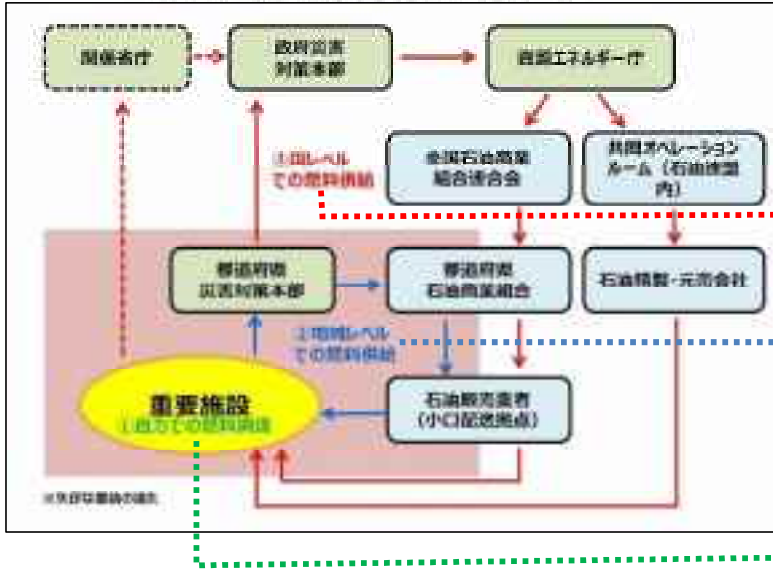 関係省庁
政府災害
対策本部
資源エネルギー庁
③国レベル
での燃料供給
全国石油商業
組合連合会
共同オペレーション
ルーム（石油連盟
内）
都道府県
災害対策本部
都道府県
石油商業組合
石油精製・元売会社
②地域レベル
での燃料供給
重要施設
①自力での燃料調達
石油販売業者
（小口配送拠点）